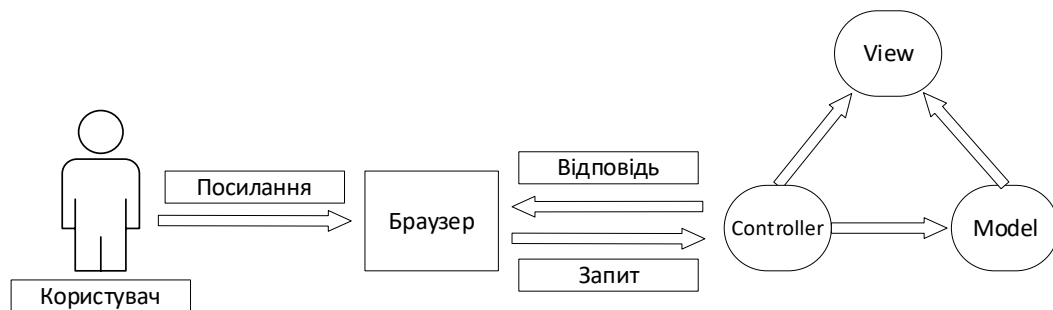 View
Посилання
Відповідь
Браузер
Controller
Model
Запит
Користувач